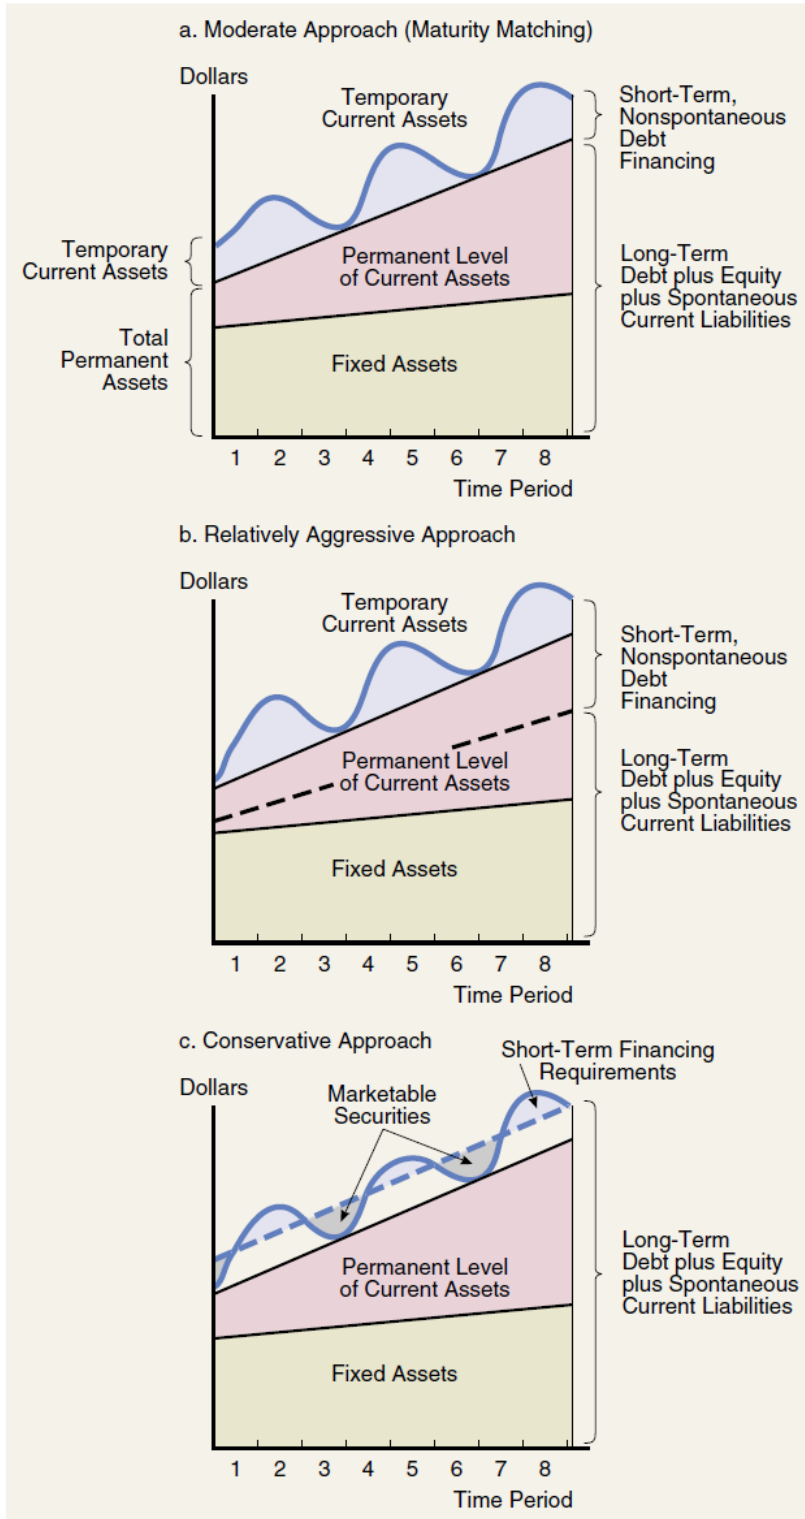 a. Moderate Approach (Maturity Matching)
Dollars
Temporary
Current Assets
Short-Term,
Nonspontaneous
Debt
Financing
Temporary
Current Assets
Permanent Level
of Current Assets
Long-Term
Debt plus Equity
plus Spontaneous
Current Liabilities
Total
Permanent
Assets
Fixed Assets
1 2 3 4 5 6 7 8
Time Period
b. Relatively Aggressive Approach
Dollars
Temporary
Current Assets
Short-Term,
Nonspontaneous
Debt
Financing
Permanent Level
of Current Assets
Long-Term
Debt plus Equity
plus Spontaneous
Current Liabilities
Fixed Assets
1 2 3 4 5 6 7 8
Time Period
c. Conservative Approach
Short-Term Financing
Requirements
Dollars
Marketable
Securities
Permanent Level
of Current Assets
Long-Term
Debt plus Equity
plus Spontaneous
Current Liabilities
Fixed Assets
1 2 3 4 5 6 7 8
Time Period